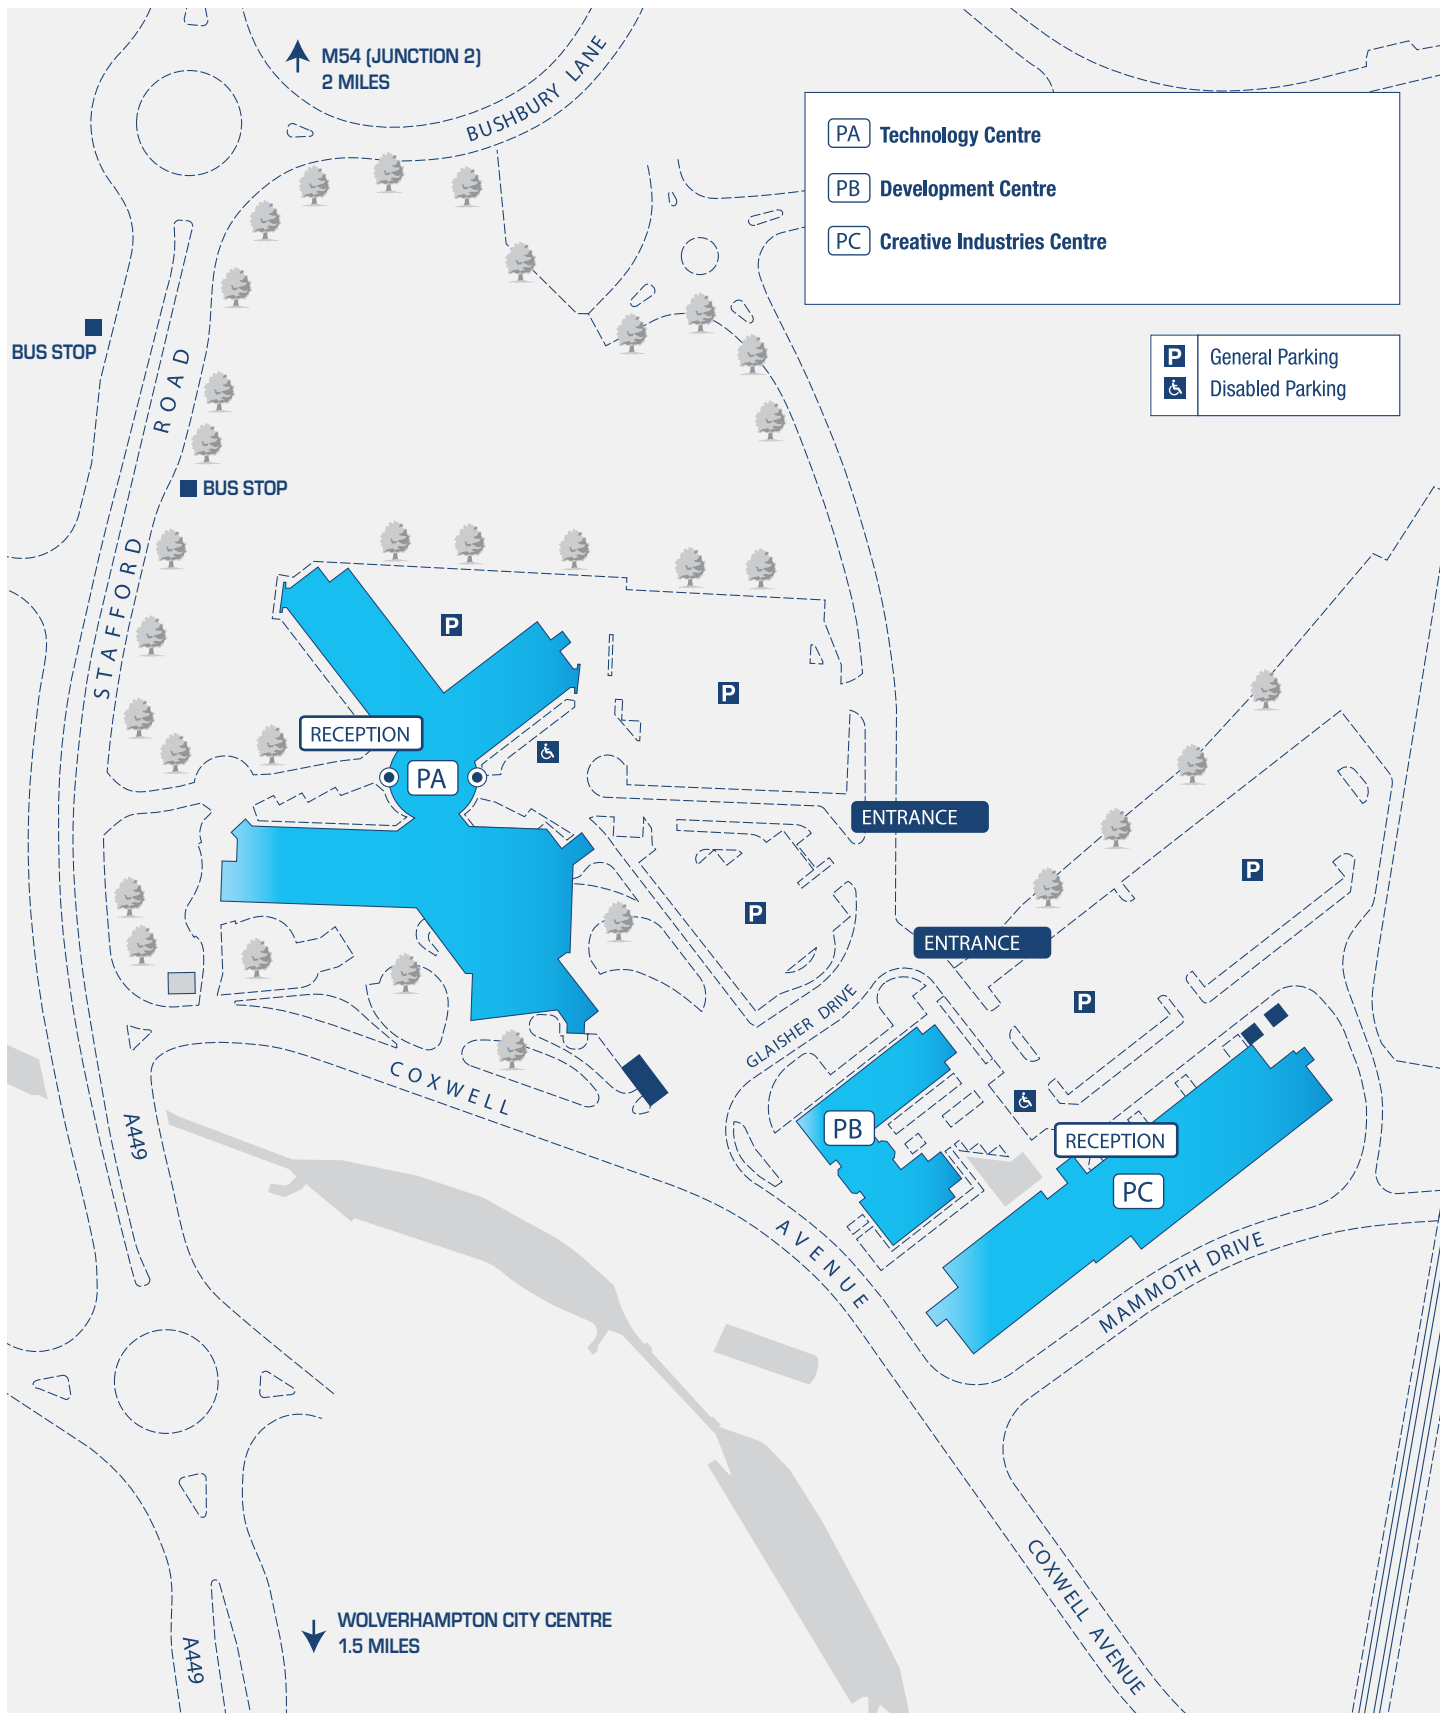 M54 (JUNCTION 2)
2 MILES
BUSHBURY LANE
PA Technology Centre
PB Development Centre
PC Creative Industries Centre
BUS STOP
P General Parking
Disabled Parking
STAFFORD ROAD
BUS STOP
P
P
RECEPTION
PA
ENTRANCE
P
P
ENTRANCE
P
GLAISHER DRIVE
COXWELL AVENUE
A449
PB
RECEPTION
PC
MAMMOTH DRIVE
COXWELL AVENUE
WOLVERHAMPTON CITY CENTRE
1.5 MILES
A449